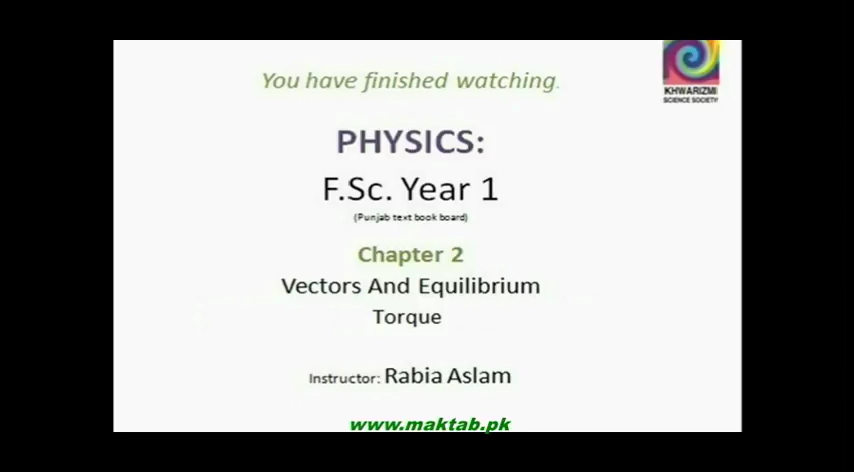 KHWARIZMI
SCIENCE SOCIETY
You have finished watching.
PHYSICS:
F.Sc. Year 1
(Punjab text book board)
Chapter 2
Vectors And Equilibrium
Torque
Instructor: Rabia Aslam
www.maktab.pk